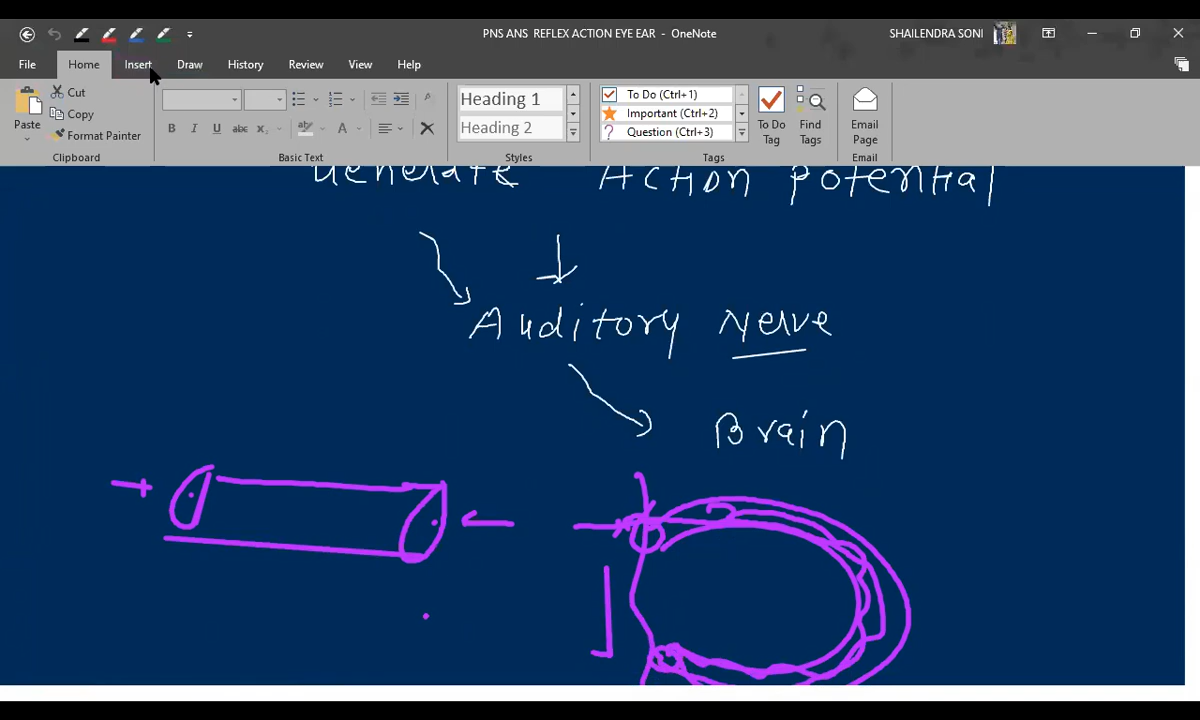 PNS ANS REFLEX ACTION EYE EAR - OneNote
SHAILENDRA SONI
File Home Insert Draw History Review View Help
Cut
Copy
Format Painter
Paste
Clipboard
B I U abc x A
Basic Text
Heading 1
Heading 2
Styles
To Do (Ctrl+1)
Important (Ctrl+2)
Question (Ctrl+3)
Tags
To Do Tag
Find Tags
Email Page
Email
Generate Action Potential
Auditory Nerve
Brain